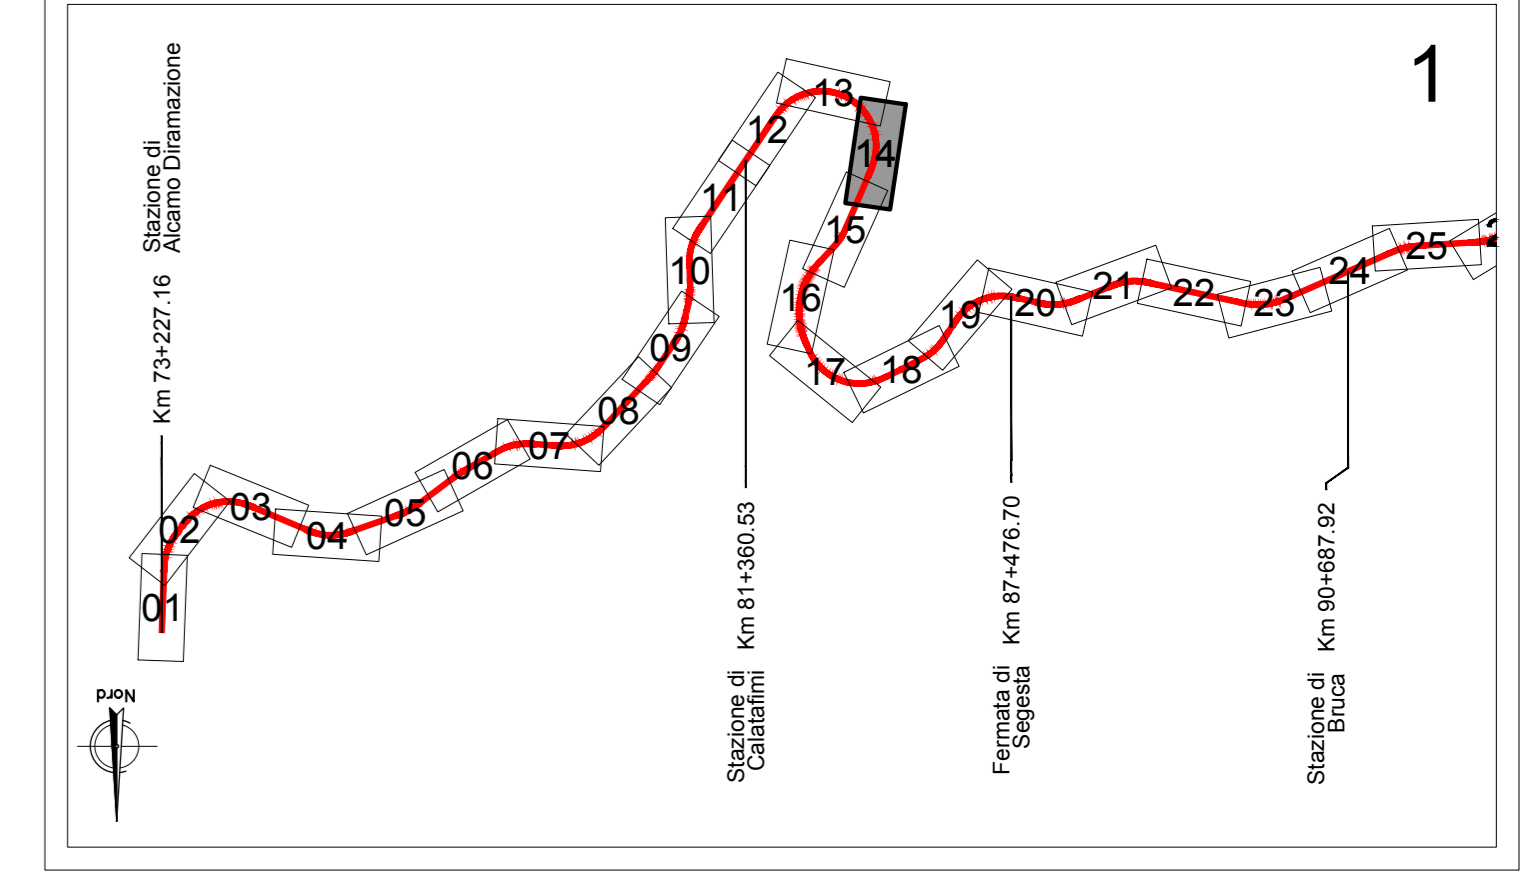 1
Stazione di
Alcamo Diramazione
Km 73+227.16
01
02
03
04
05
06
07
08
09
10
11
12
13
14
15
16
17
18
19
20
21
22
23
24
25
Stazione di
Calatafimi
Km 81+360.53
Fermata di
Segesta
Km 87+476.70
Stazione di
Bruca
Km 90+687.92
Nord